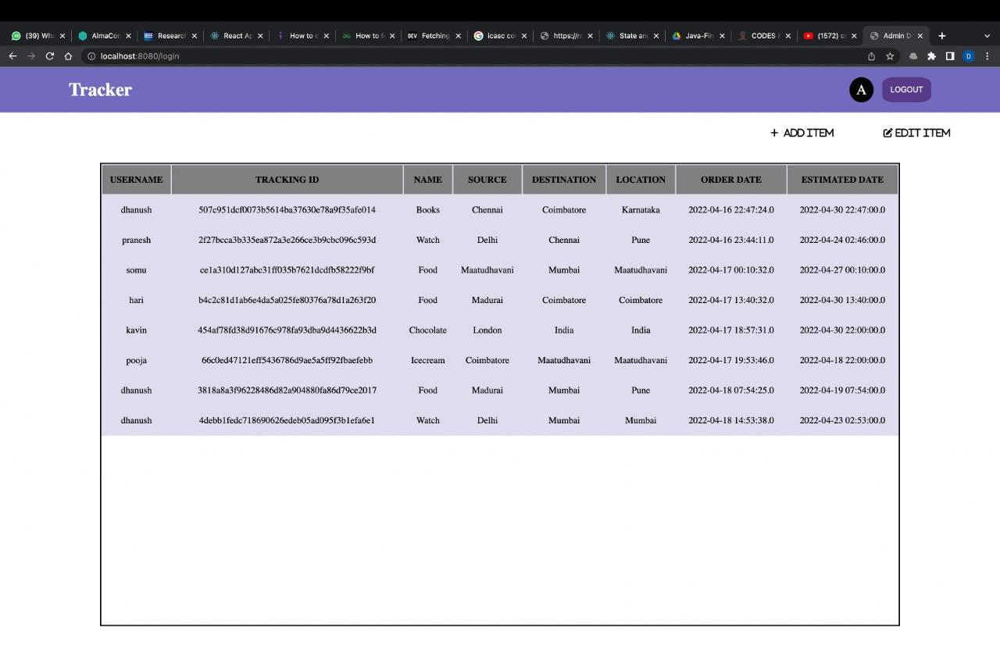 (39) Wh
AlmaCon
IEEE Research
React Ap
How to c
How to f
DEV Fetching
icasc co
https://n
State an
Java-Fin
CODES &
(1572) c
Admin D
localhost:8080/login
D
Tracker
A
LOGOUT
+ ADD ITEM
EDIT ITEM
USERNAME TRACKING ID NAME SOURCE DESTINATION LOCATION ORDER DATE ESTIMATED DATE
dhanush 507c951dcf0073b5614ba37630e78a9f35afe014 Books Chennai Coimbatore Karnataka 2022-04-16 22:47:24.0 2022-04-30 22:47:00.0
pranesh 2f27bcca3b335ea872a3e266ce3b9cbc096c593d Watch Delhi Chennai Pune 2022-04-16 23:44:11.0 2022-04-24 02:46:00.0
somu ce1a310d127abc31ff035b7621dcdfb58222f9bf Food Maatudhavani Mumbai Maatudhavani 2022-04-17 00:10:32.0 2022-04-27 00:10:00.0
hari b4c2c81d1ab6e4da5a025fe80376a78d1a263f20 Food Madurai Coimbatore Coimbatore 2022-04-17 13:40:32.0 2022-04-30 13:40:00.0
kavin 454af78fd38d91676c978fa93dba9d4436622b3d Chocolate London India India 2022-04-17 18:57:31.0 2022-04-30 22:00:00.0
pooja 66c0ed47121eff5436786d9ae5a5ff92fbaefebb Icecream Coimbatore Maatudhavani Maatudhavani 2022-04-17 19:53:46.0 2022-04-18 22:00:00.0
dhanush 3818a8a3f96228486d82a904880fa86d79ce2017 Food Madurai Mumbai Pune 2022-04-18 07:54:25.0 2022-04-19 07:54:00.0
dhanush 4debb1fedc718690626edeb05ad095f3b1efa6e1 Watch Delhi Mumbai Mumbai 2022-04-18 14:53:38.0 2022-04-23 02:53:00.0